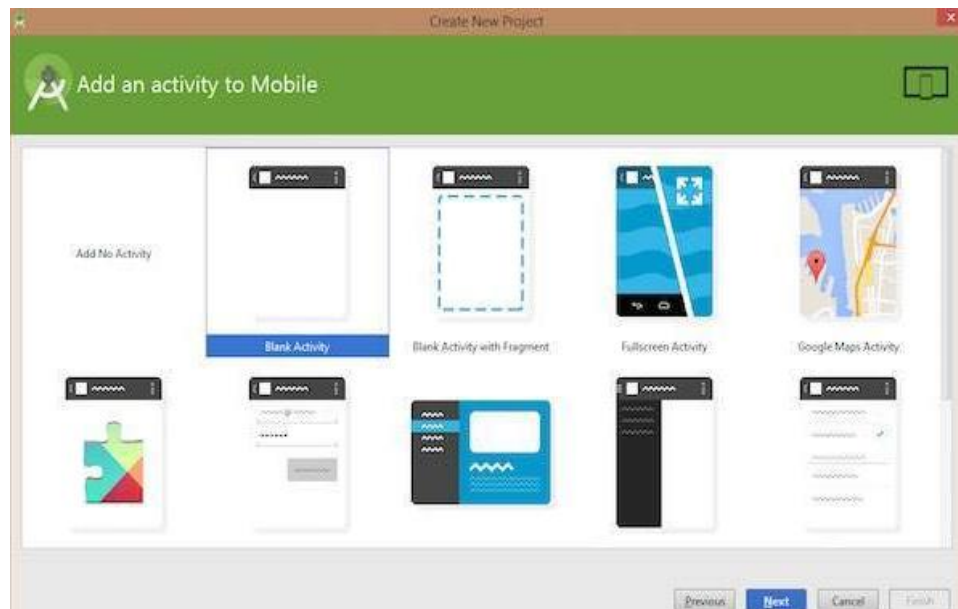 Create New Project
Add an activity to Mobile
Add No Activity
Blank Activity
Blank Activity with Fragment
Fullscreen Activity
Google Maps Activity
Previous
Next
Cancel
Finish